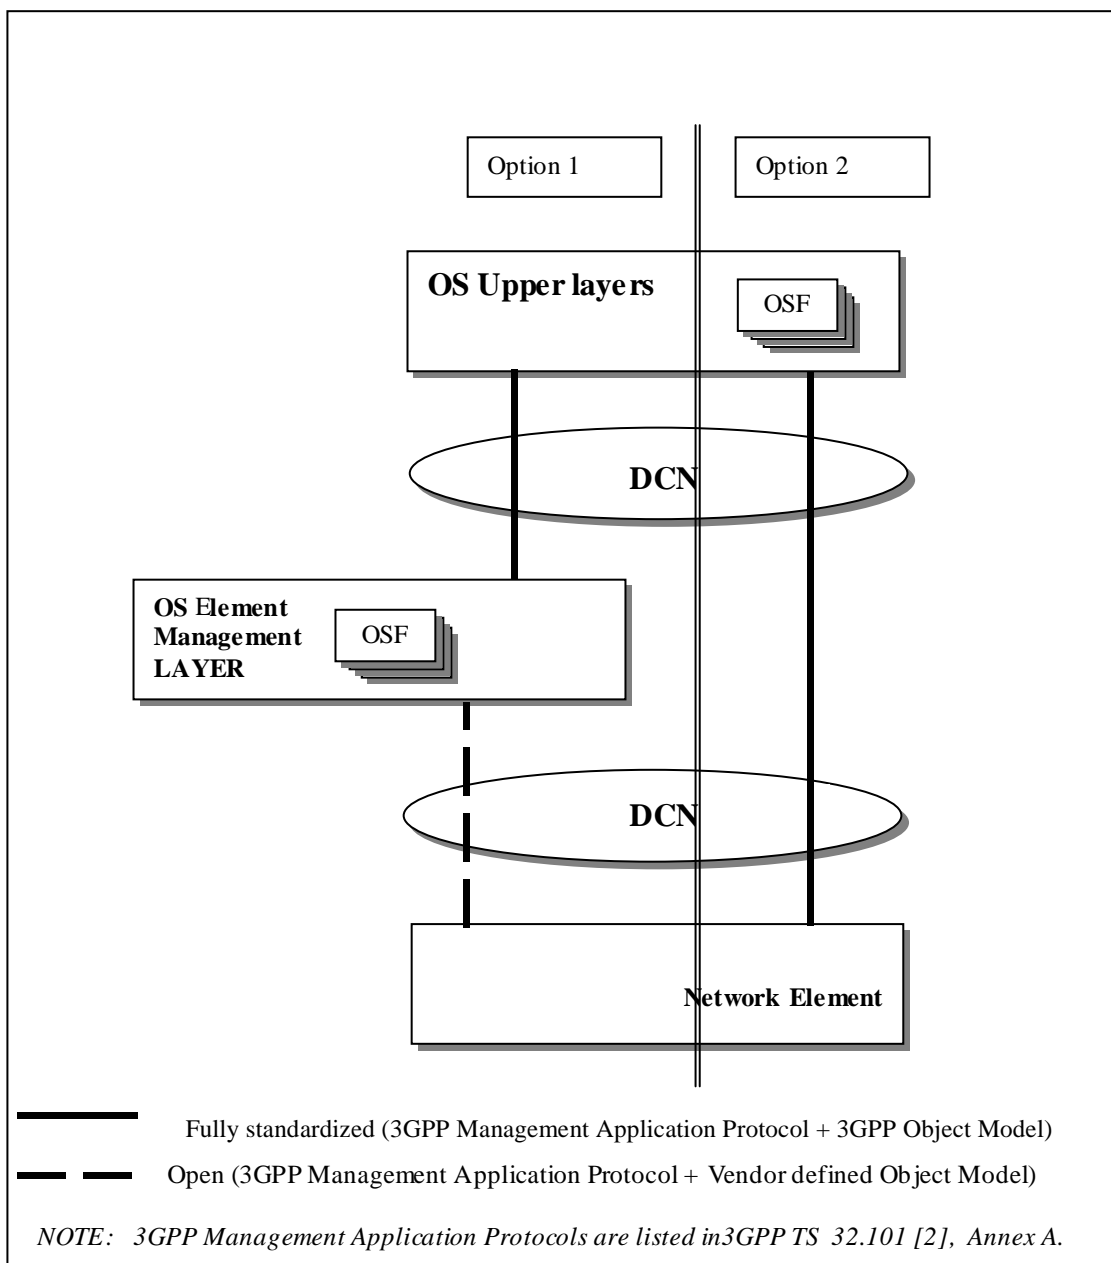 Option 1
Option 2
OS Upper layers
OSF
DCN
OS Element
Management
LAYER
OSF
DCN
Network Element
Fully standardized (3GPP Management Application Protocol + 3GPP Object Model)
Open (3GPP Management Application Protocol + Vendor defined Object Model)
NOTE: 3GPP Management Application Protocols are listed in3GPP TS 32.101 [2], Annex A.